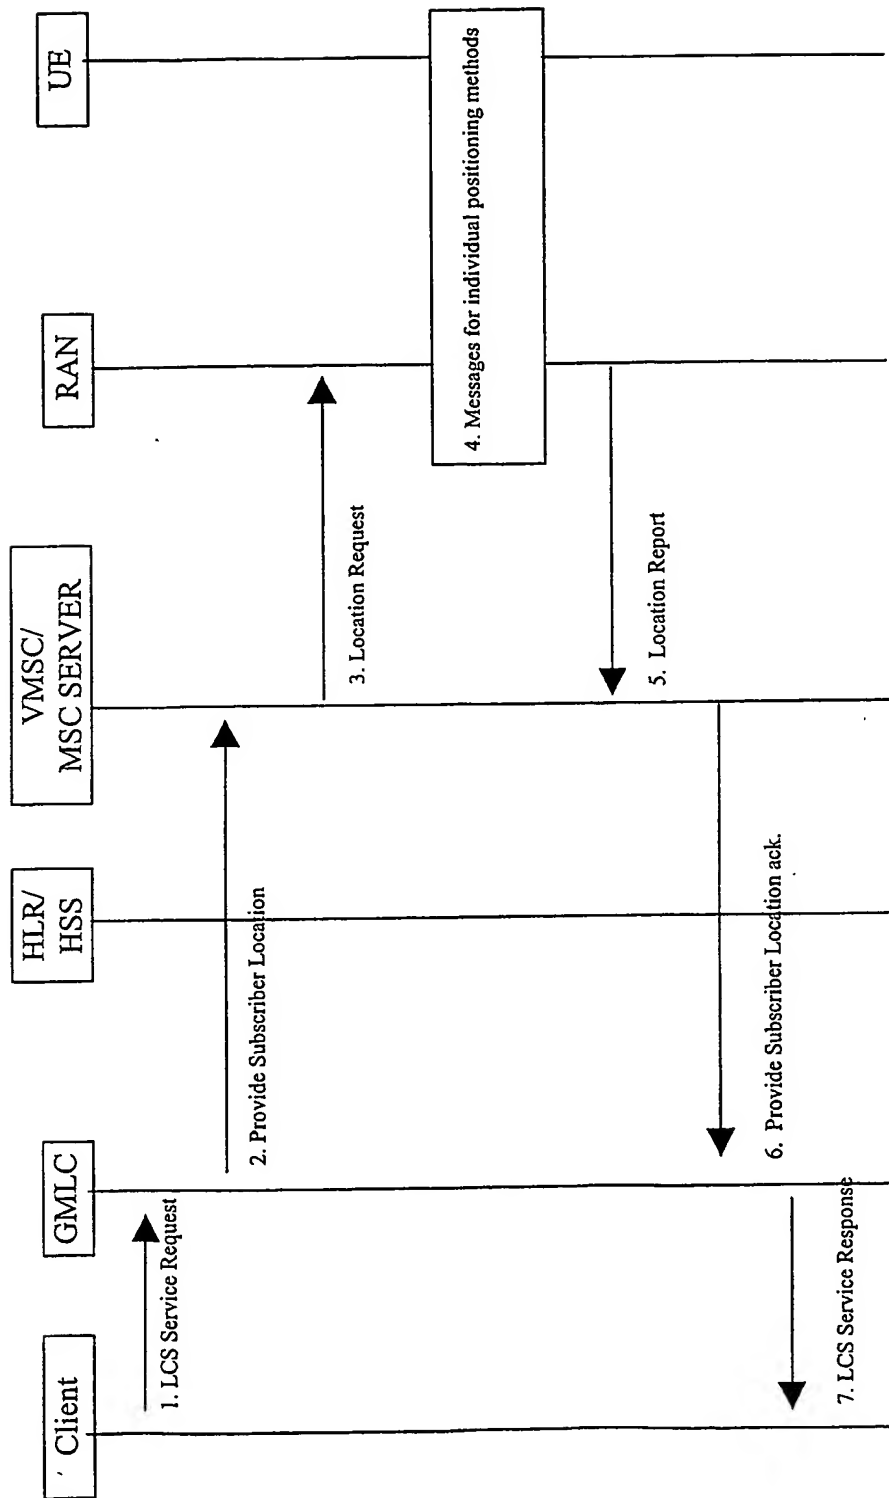 Client
GMLC
HLR/
HSS
VMSC/
MSC SERVER
RAN
UE
1. LCS Service Request
2. Provide Subscriber Location
3. Location Request
4. Messages for individual positioning methods
5. Location Report
6. Provide Subscriber Location ack.
7. LCS Service Response